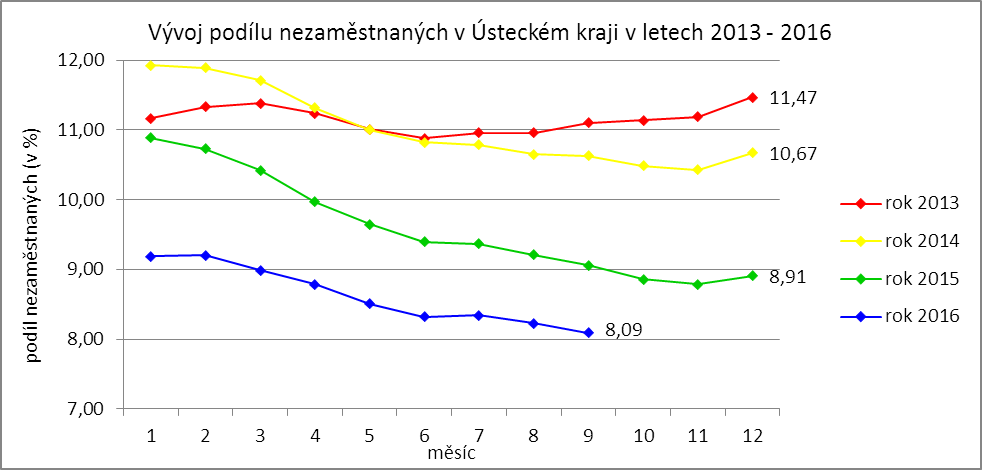 Vývoj podílu nezaměstnaných v Ústeckém kraji v letech 2013 - 2016
podíl nezaměstnaných (v %)
12,00
11,00
10,00
9,00
8,00
7,00
11,47
10,67
8,91
8,09
1 2 3 4 5 6 7 8 9 10 11 12
měsíc
rok 2013
rok 2014
rok 2015
rok 2016